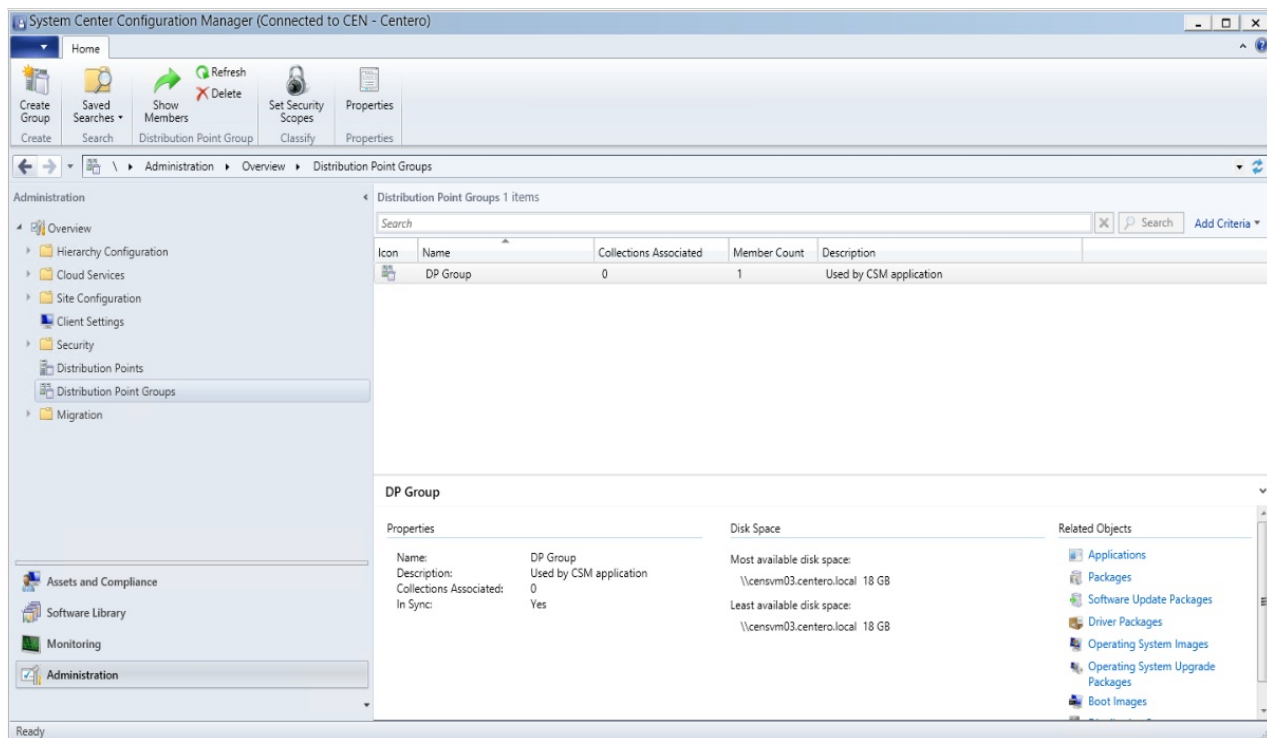 System Center Configuration Manager (Connected to CEN - Centero)
Home
Create Group
Saved Searches
Show Members
Refresh
Delete
Set Security Scopes
Properties
Create
Search
Distribution Point Group
Classify
Properties
\ Administration Overview Distribution Point Groups
Administration
Overview
Hierarchy Configuration
Cloud Services
Site Configuration
Client Settings
Security
Distribution Points
Distribution Point Groups
Migration
Assets and Compliance
Software Library
Monitoring
Administration
Distribution Point Groups 1 items
Search
Search
Add Criteria
Icon Name Collections Associated Member Count Description
DP Group 0 1 Used by CSM application
DP Group
Properties
Name: DP Group
Description: Used by CSM application
Collections Associated: 0
In Sync: Yes
Disk Space
Most available disk space:
\\censvm03.centero.local 18 GB
Least available disk space:
\\censvm03.centero.local 18 GB
Related Objects
Applications
Packages
Software Update Packages
Driver Packages
Operating System Images
Operating System Upgrade
Packages
Boot Images
Ready